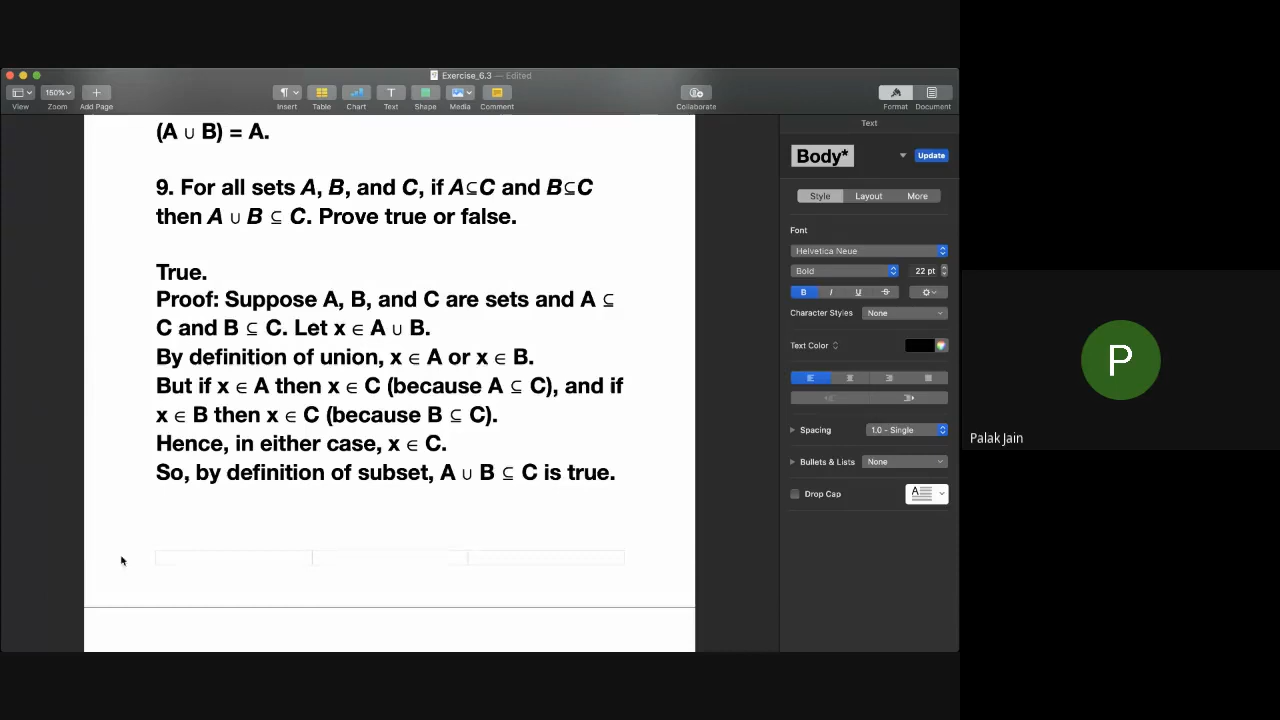 Exercise_6.3 — Edited
150%
View
Zoom
Add Page
Insert
Table
Chart
Text
Shape
Media
Comment
Collaborate
Format
Document
(A ∪ B) = A.
9. For all sets A, B, and C, if A⊆C and B⊆C
then A ∪ B ⊆ C. Prove true or false.
True.
Proof: Suppose A, B, and C are sets and A ⊆
C and B ⊆ C. Let x ∈ A ∪ B.
By definition of union, x ∈ A or x ∈ B.
But if x ∈ A then x ∈ C (because A ⊆ C), and if
x ∈ B then x ∈ C (because B ⊆ C).
Hence, in either case, x ∈ C.
So, by definition of subset, A ∪ B ⊆ C is true.
Text
Body*
Update
Style
Layout
More
Font
Helvetica Neue
Bold
22 pt
B
I
U
S
Character Styles
None
Text Color
Spacing
1.0 - Single
Bullets & Lists
None
Drop Cap
A
P
Palak Jain